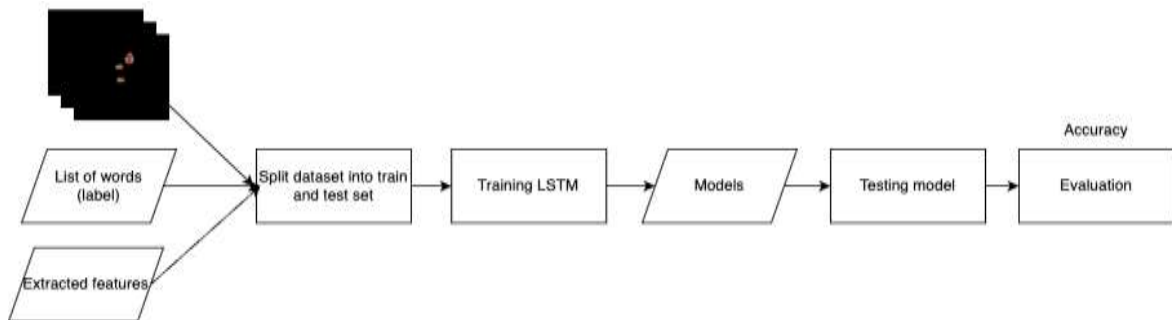 Accuracy
List of words
(label)
Split dataset into train
and test set
Training LSTM
Models
Testing model
Evaluation
Extracted features